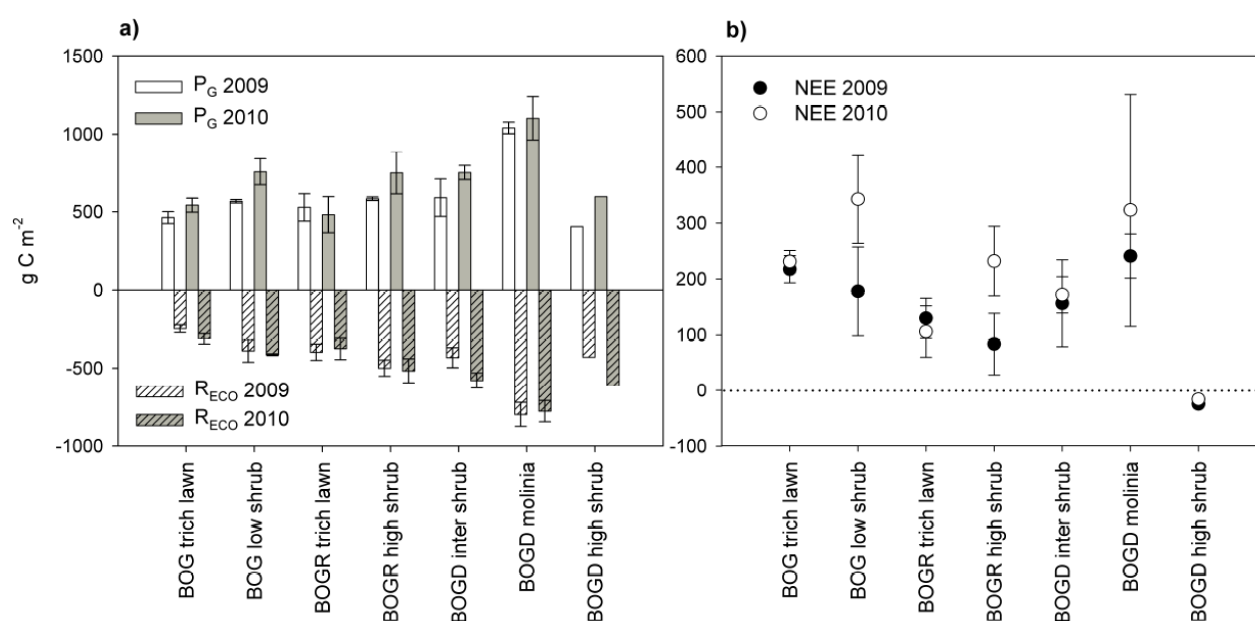 a)
g C m-2
1500
1000
500
0
-500
-1000
PG 2009
PG 2010
RECO 2009
RECO 2010
BOG trich lawn
BOG low shrub
BOGR trich lawn
BOGR high shrub
BOGD inter shrub
BOGD molinia
BOGD high shrub
b)
600
500
400
300
200
100
0
-100
NEE 2009
NEE 2010
BOG trich lawn
BOG low shrub
BOGR trich lawn
BOGR high shrub
BOGD inter shrub
BOGD molinia
BOGD high shrub